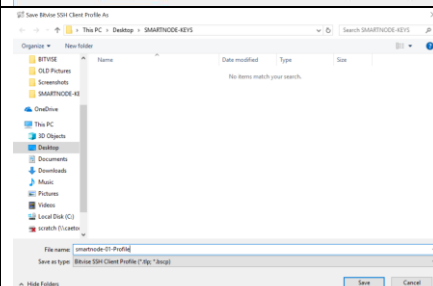 Save Bitvise SSH Client Profile As
This PC > Desktop > SMARTNODE-KEYS
Search SMARTNODE-KEYS
Organize New folder
Name Date modified Type Size
No items match your search.
BITVISE
OLD Pictures
Screenshots
SMARTNODE-KE
OneDrive
This PC
3D Objects
Desktop
Documents
Downloads
Music
Pictures
Videos
Local Disk (C:)
File name: smartnode-01-Profile
Save as type: Bitvise SSH Client Profile (*.tlp; *.bscp)
Hide Folders
Save Cancel